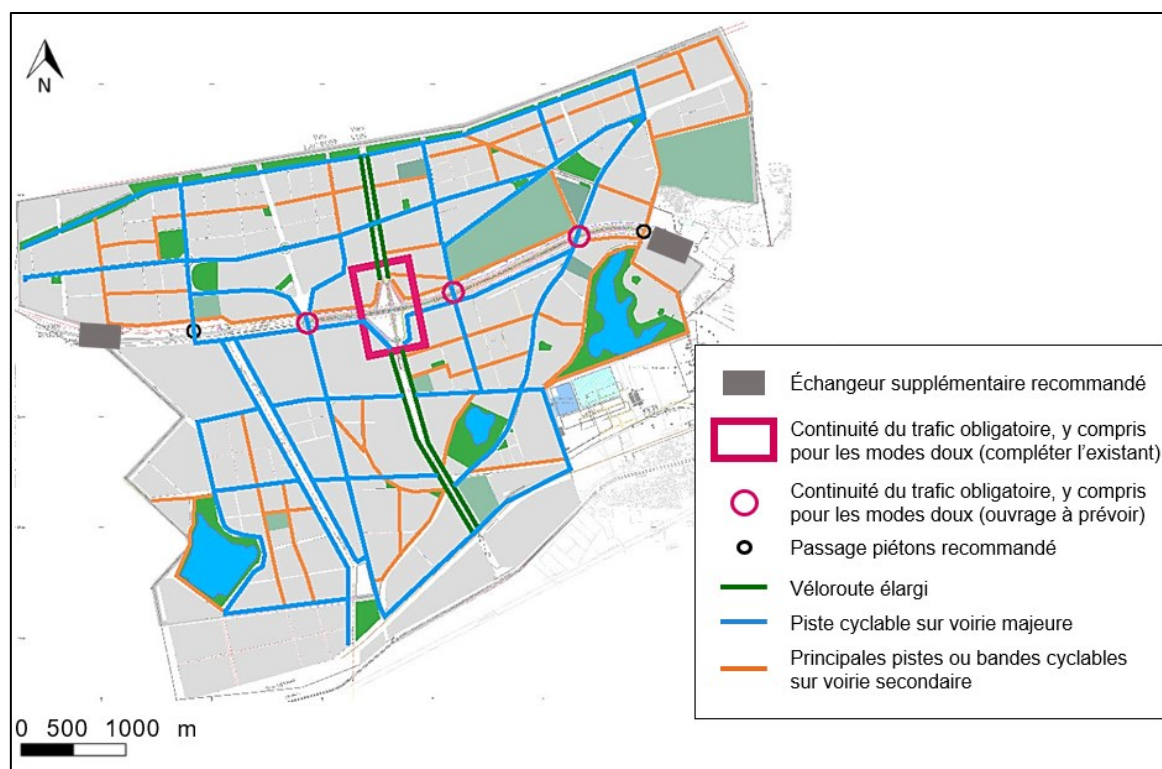 N
Échangeur supplémentaire recommandé
Continuité du trafic obligatoire, y compris
pour les modes doux (compléter l'existant)
Continuité du trafic obligatoire, y compris
pour les modes doux (ouvrage à prévoir)
Passage piétons recommandé
Véloroute élargi
Piste cyclable sur voirie majeure
Principales pistes ou bandes cyclables
sur voirie secondaire
0 500 1000 m